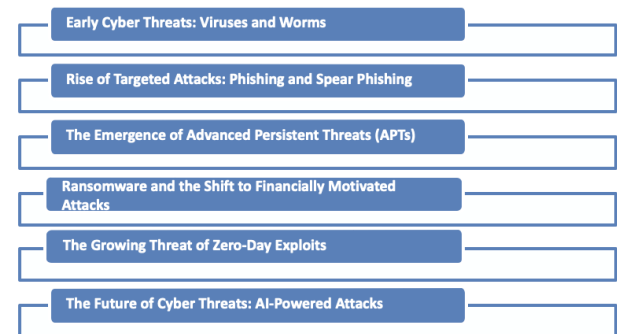 Early Cyber Threats: Viruses and Worms
Rise of Targeted Attacks: Phishing and Spear Phishing
The Emergence of Advanced Persistent Threats (APTs)
Ransomware and the Shift to Financially Motivated
Attacks
The Growing Threat of Zero-Day Exploits
The Future of Cyber Threats: AI-Powered Attacks